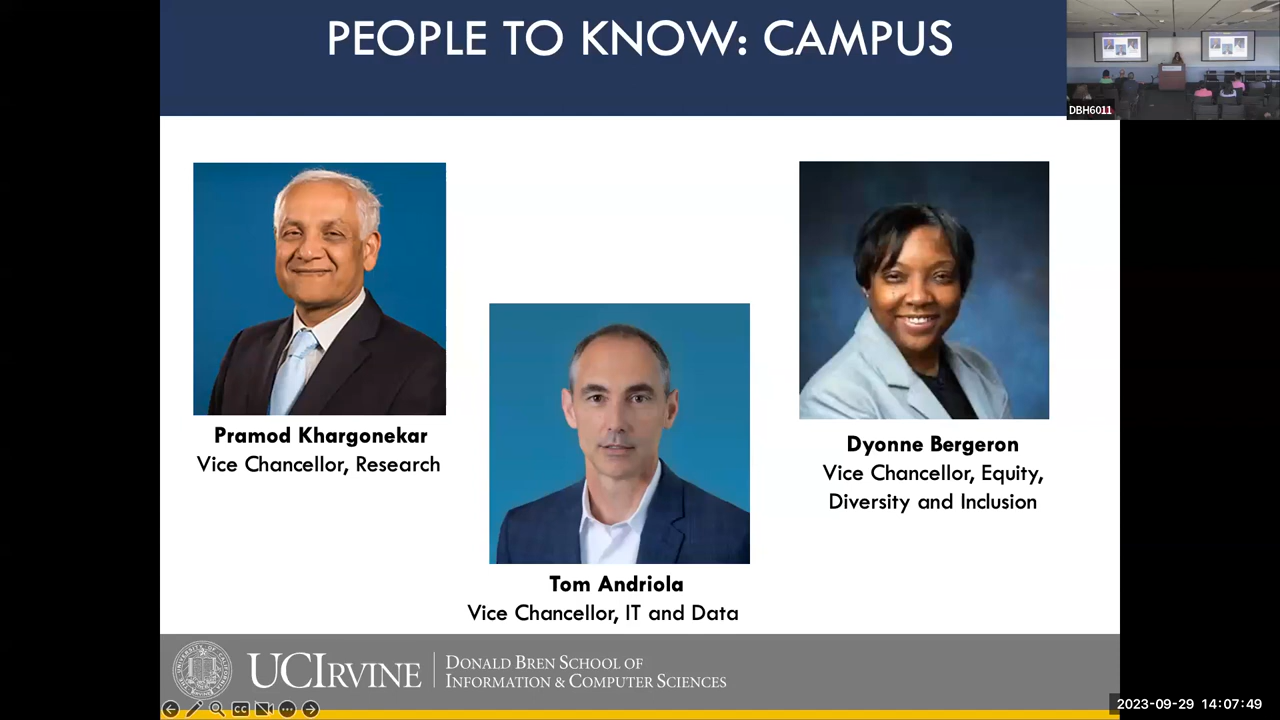 PEOPLE TO KNOW: CAMPUS
DBH6011
Pramod Khargonekar
Vice Chancellor, Research
Tom Andriola
Vice Chancellor, IT and Data
Dyonne Bergeron
Vice Chancellor, Equity,
Diversity and Inclusion
UCIRVINE
DONALD BREN SCHOOL OF
INFORMATION & COMPUTER SCIENCES
CC
2023-09-29 14:07:49